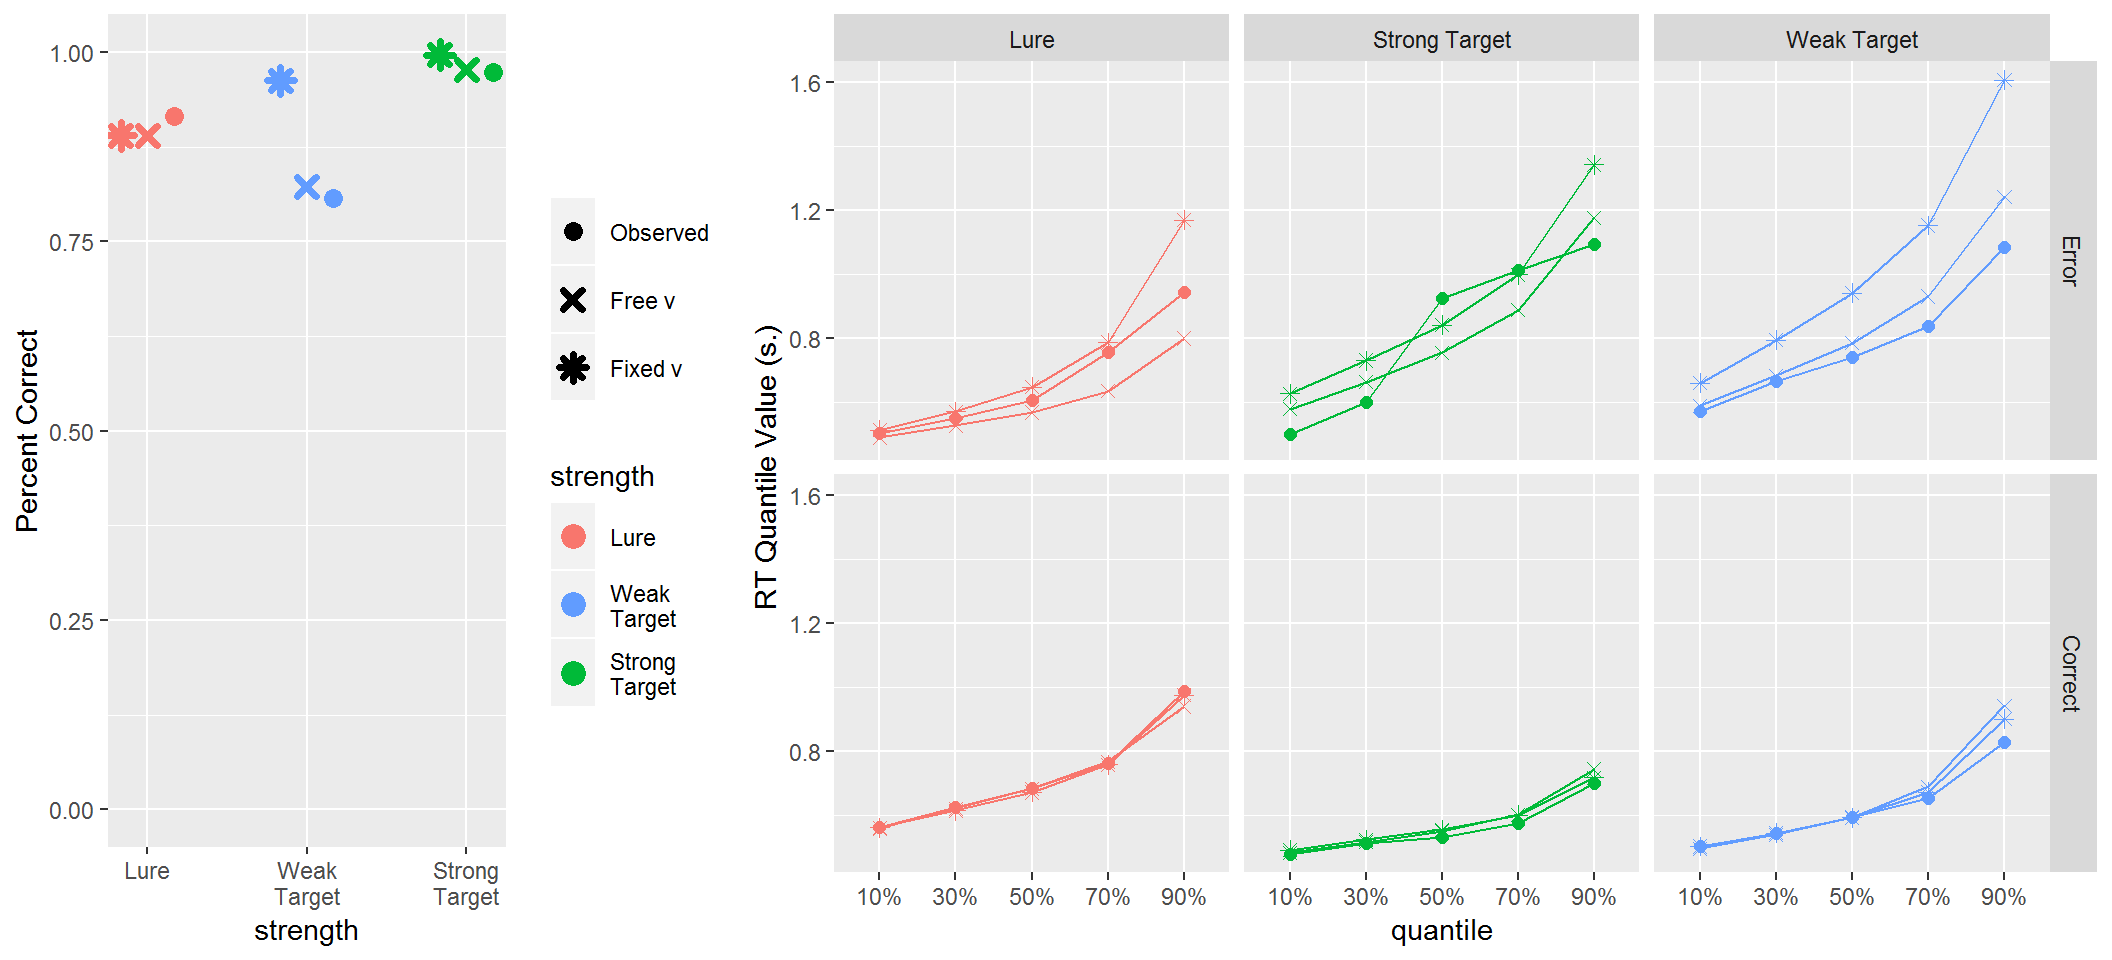 Percent Correct
1.00
0.75
0.50
0.25
0.00
Lure
Weak
Target
Strong
Target
strength
Observed
Free v
Fixed v
strength
Lure
Weak
Target
Strong
Target
RT Quantile Value (s.)
Lure
Strong Target
Weak Target
1.6
1.2
0.8
Error
1.6
1.2
0.8
Correct
10% 30% 50% 70% 90%
10% 30% 50% 70% 90%
10% 30% 50% 70% 90%
quantile